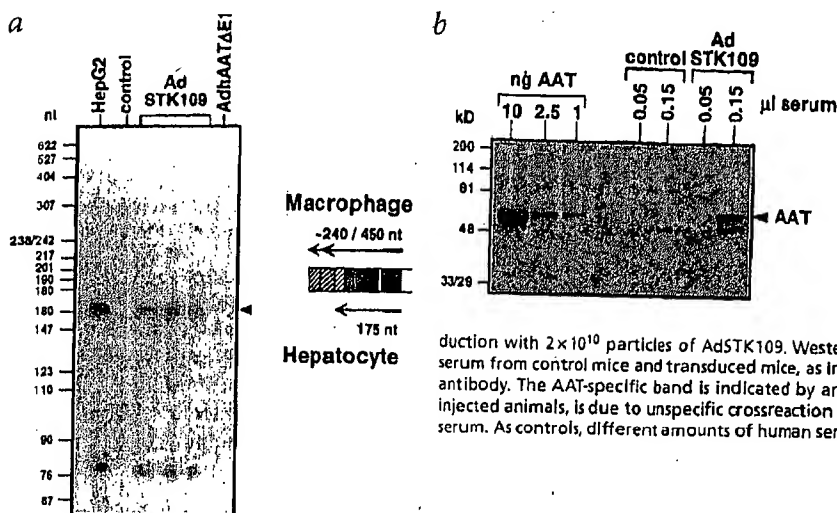 a
HepG2
control
Ad
STK109
AdhAATΔE1
nt
622
527
404
307
238/242
217
201
190
180
180
147
123
110
90
76
67
Macrophage
~240 / 450 nt
175 nt
Hepatocyte
b
ng AAT
10 2.5 1
control
0.05 0.15
Ad
STK109
0.05 0.15
µl serum
kD
200
114
81
48
33/29
AAT
duction with 2×10¹⁰ particles of AdSTK109. Weste
serum from control mice and transduced mice, as in
antibody. The AAT-specific band is indicated by ar
injected animals, is due to unspecific crossreaction
serum. As controls, different amounts of human ser